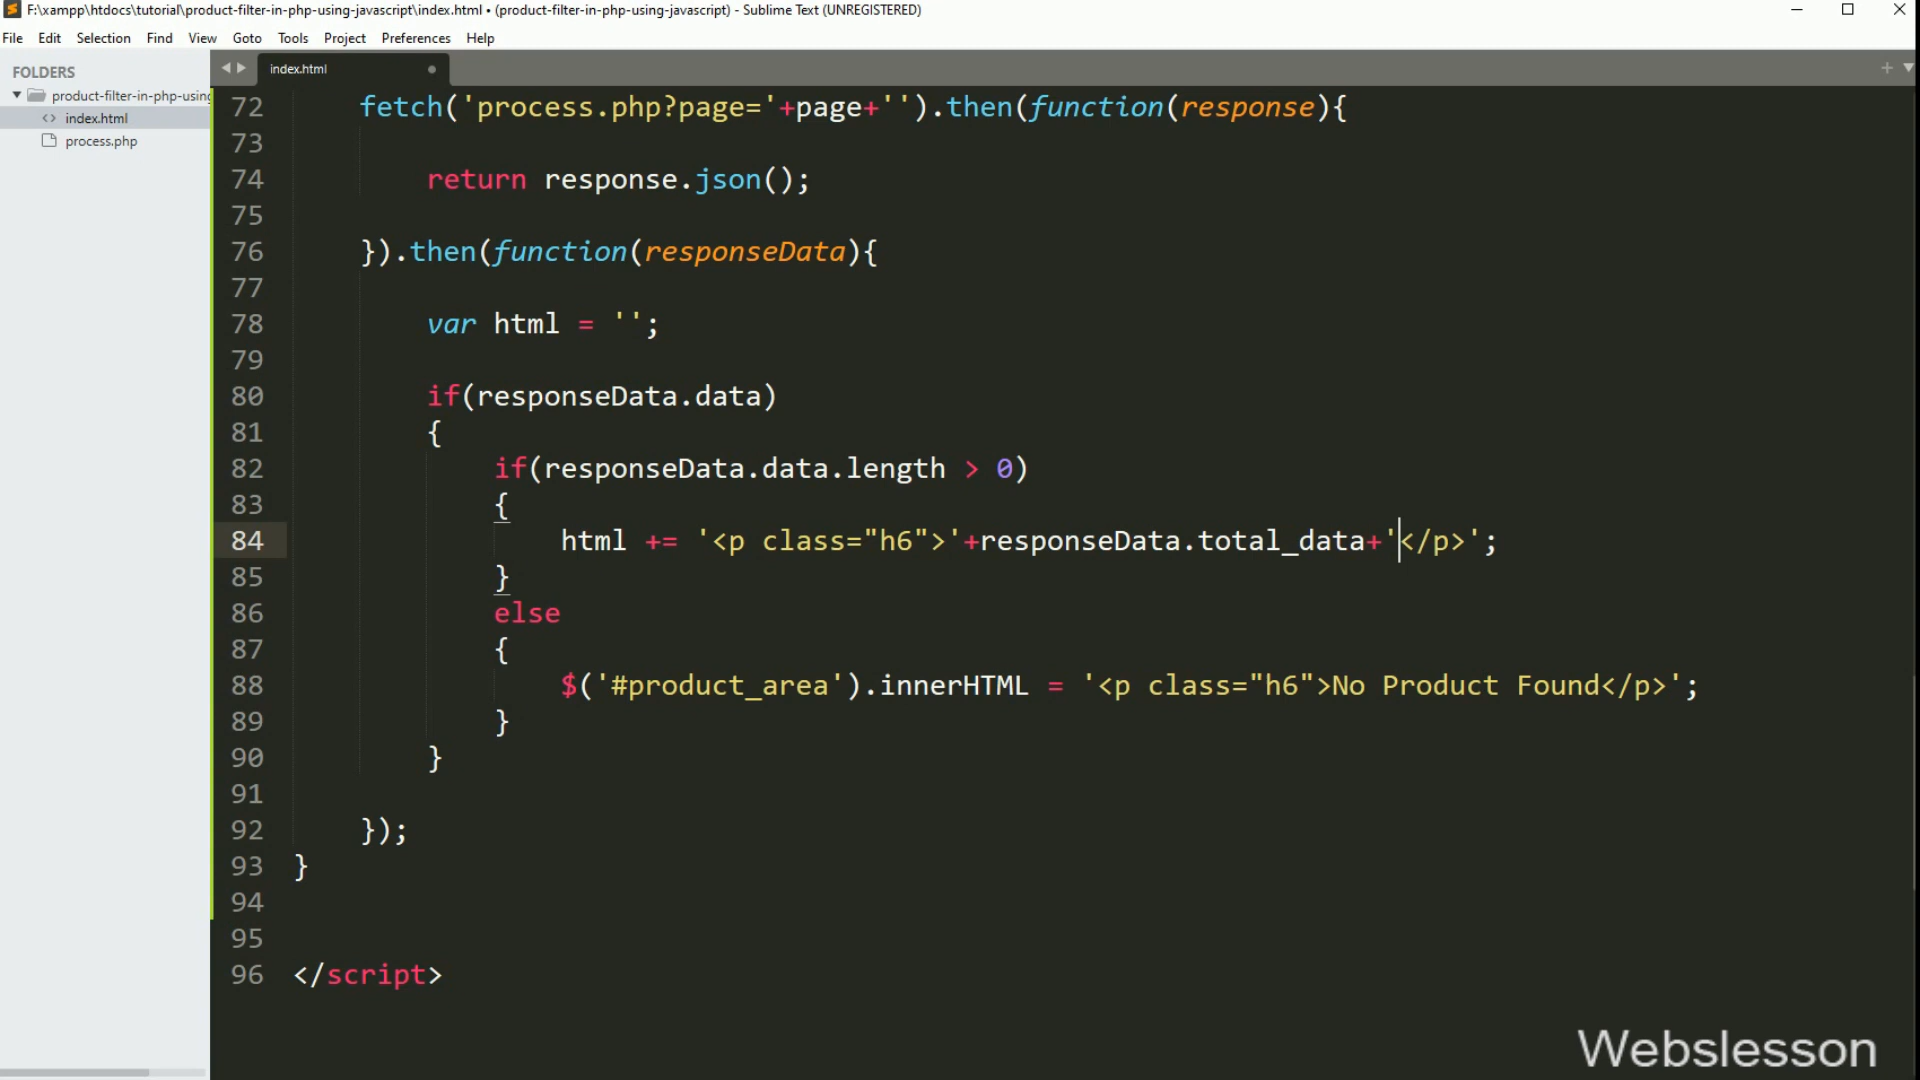 F:\xampp\htdocs\tutorial\product-filter-in-php-using-javascript\index.html • (product-filter-in-php-using-javascript) - Sublime Text (UNREGISTERED)
File Edit Selection Find View Goto Tools Project Preferences Help
FOLDERS
product-filter-in-php-using
index.html
process.php
index.html
72 fetch('process.php?page='+page+'').then(function(response){
73
74 return response.json();
75
76 }).then(function(responseData){
77
78 var html = '';
79
80 if(responseData.data)
81 {
82 if(responseData.data.length > 0)
83 {
84 html += '<p class="h6">'+responseData.total_data+'</p>';
85 }
86 else
87 {
88 $('#product_area').innerHTML = '<p class="h6">No Product Found</p>';
89 }
90 }
91
92 });
93 }
94
95
96 </script>
Webslesson